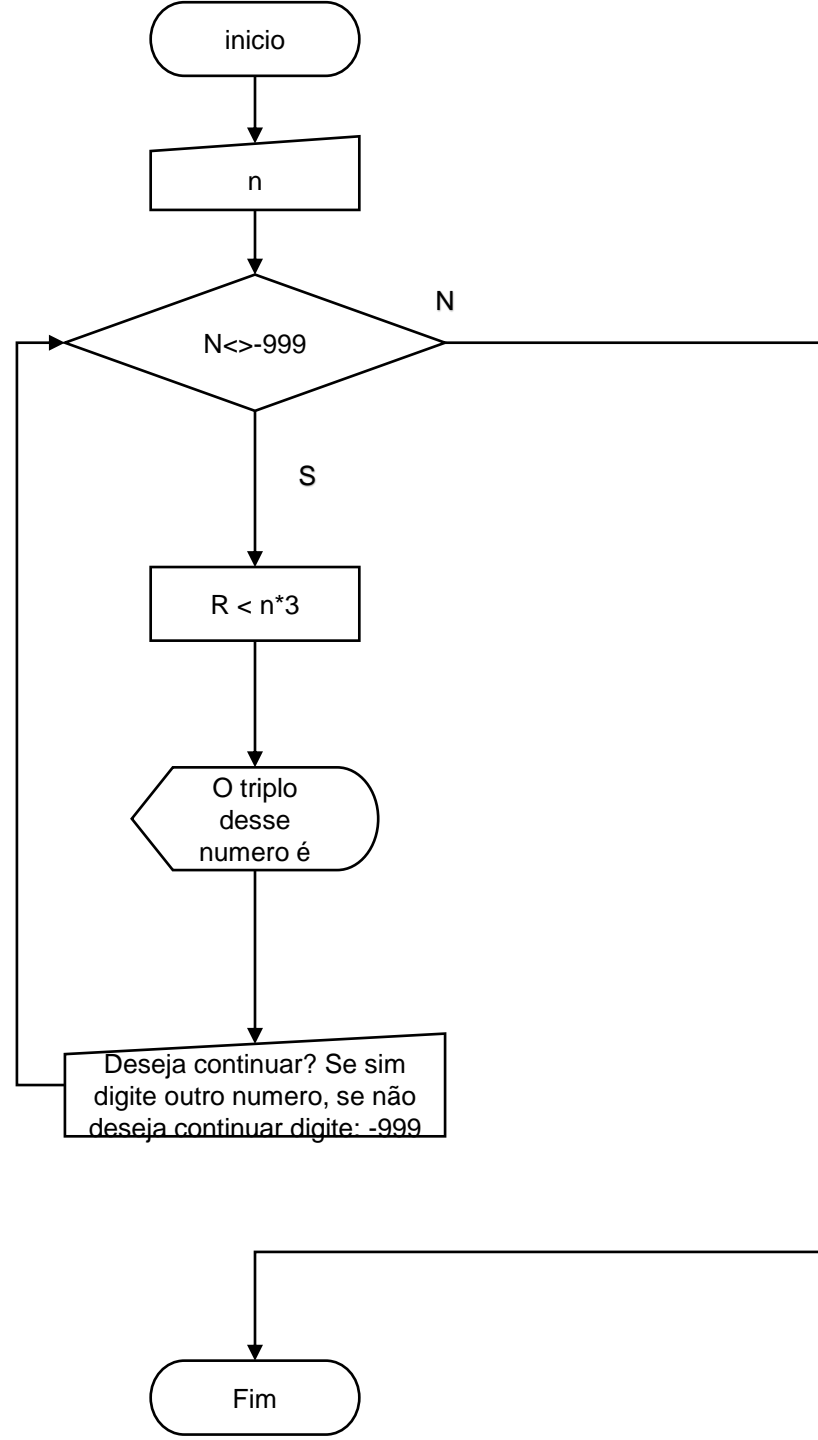 inicio
n
N
N<>-999
S
R < n*3
O triplo
desse
numero é
Deseja continuar? Se sim
digite outro numero, se não
deseja continuar digite: -999
Fim